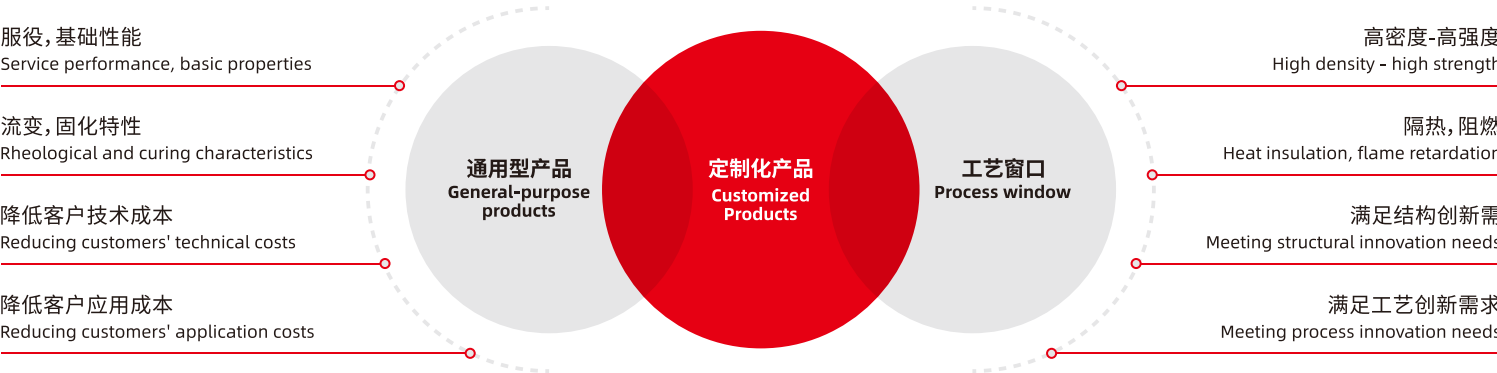 服役，基础性能
Service performance, basic properties
流变，固化特性
Rheological and curing characteristics
降低客户技术成本
Reducing customers' technical costs
降低客户应用成本
Reducing customers' application costs
通用型产品
General-purpose
products
定制化产品
Customized
Products
工艺窗口
Process window
高密度-高强度
High density - high strength
隔热，阻燃
Heat insulation, flame retardation
满足结构创新需
Meeting structural innovation needs
满足工艺创新需求
Meeting process innovation needs